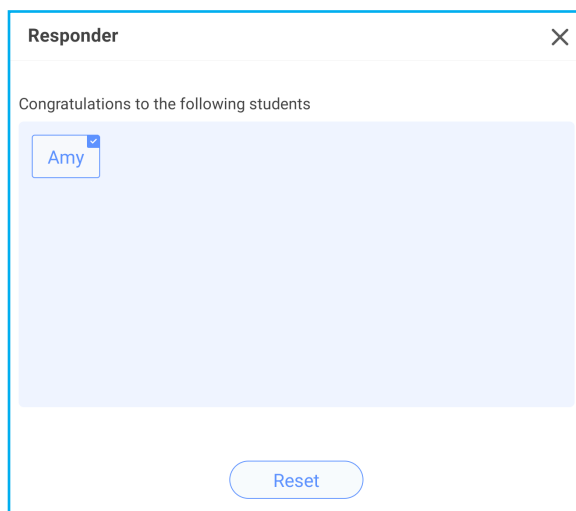 Responder
Congratulations to the following students
Amy
Reset